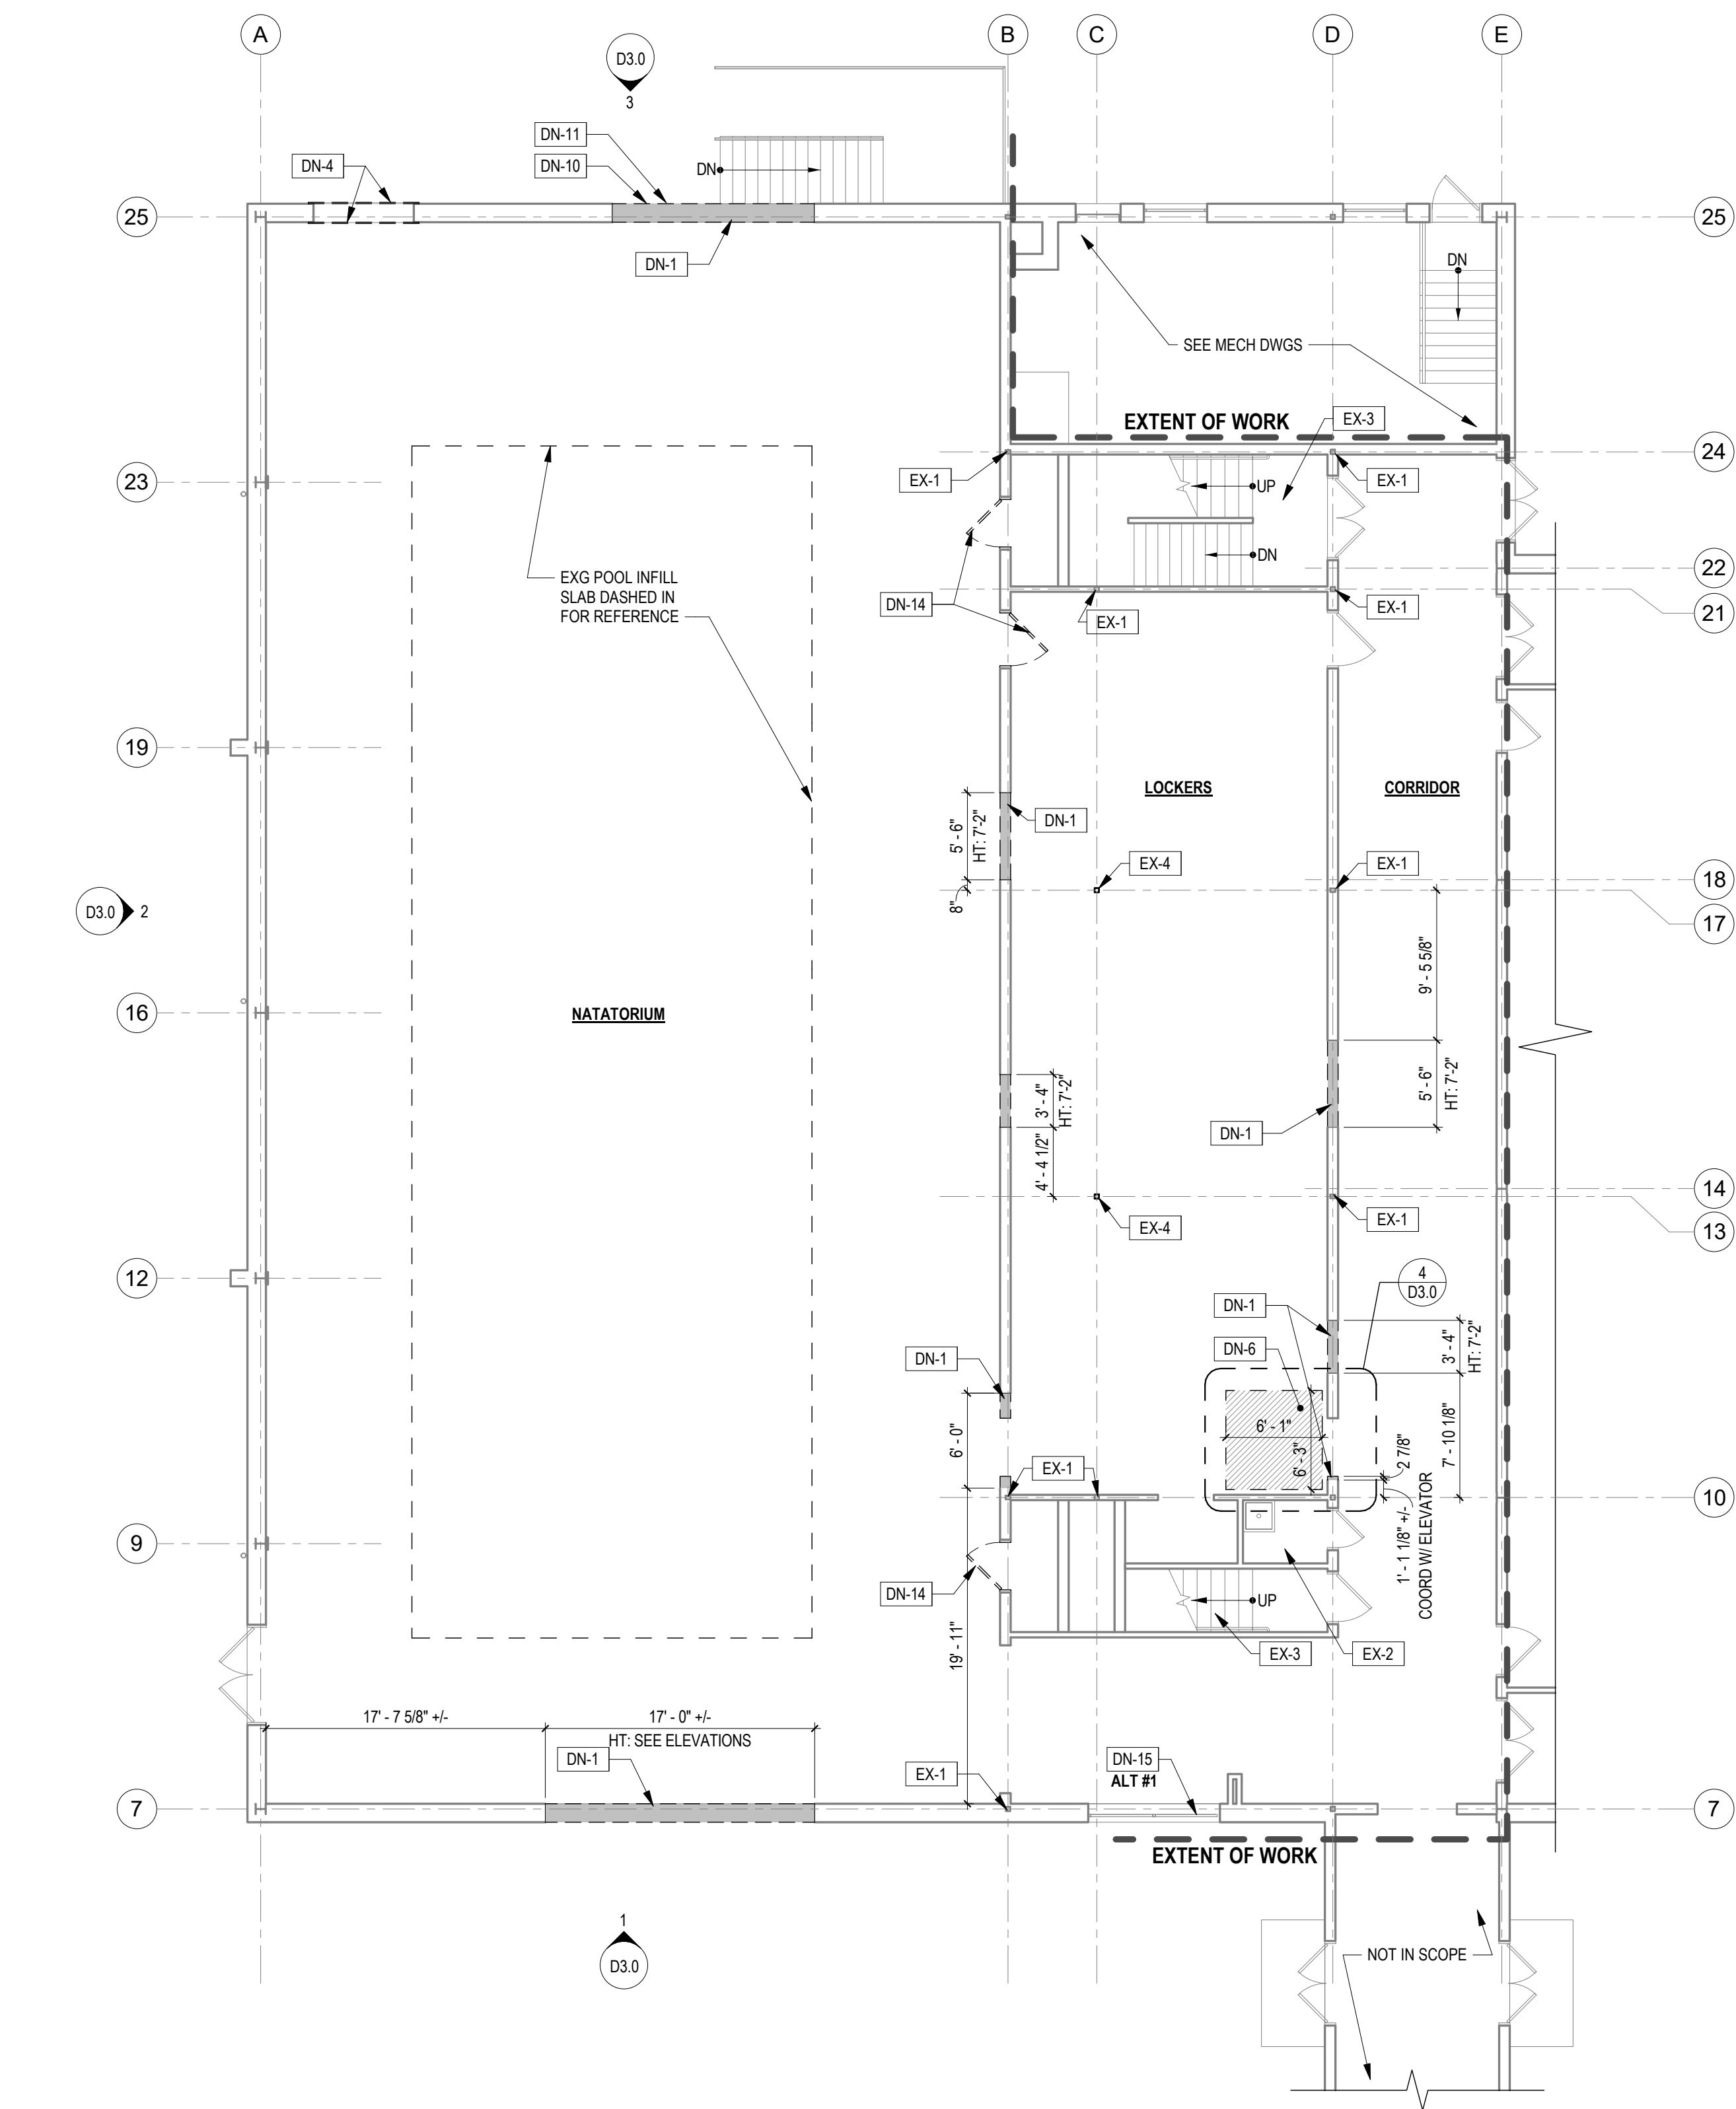 A
B
C
D
E
D3.0
3
DN-11
DN-10
DN-4
DN
25
25
DN-1
DN
SEE MECH DWGS
EXTENT OF WORK
EX-3
24
23
EX-1
EX-1
UP
DN
EXG POOL INFILL
SLAB DASHED IN
FOR REFERENCE
22
DN-14
EX-1
EX-1
21
19
LOCKERS
CORRIDOR
5' - 6"
HT: 7'-2"
DN-1
EX-4
EX-1
18
8"
D3.0
2
17
9' - 5 5/8"
16
NATATORIUM
3' - 4"
HT: 7'-2"
5' - 6"
HT: 7'-2"
DN-1
4' - 4 1/2"
14
EX-4
EX-1
13
12
4
D3.0
DN-1
DN-6
3' - 4"
HT: 7'-2"
DN-1
6' - 0"
6' - 1"
6' - 3"
2 7/8"
7' - 10 1/8"
EX-1
10
9
1' - 1 1/8" +/-
COORD W/ ELEVATOR
DN-14
UP
19' - 11"
EX-3
EX-2
17' - 7 5/8" +/-
17' - 0" +/-
HT: SEE ELEVATIONS
DN-1
EX-1
DN-15
ALT #1
7
7
EXTENT OF WORK
1
D3.0
NOT IN SCOPE